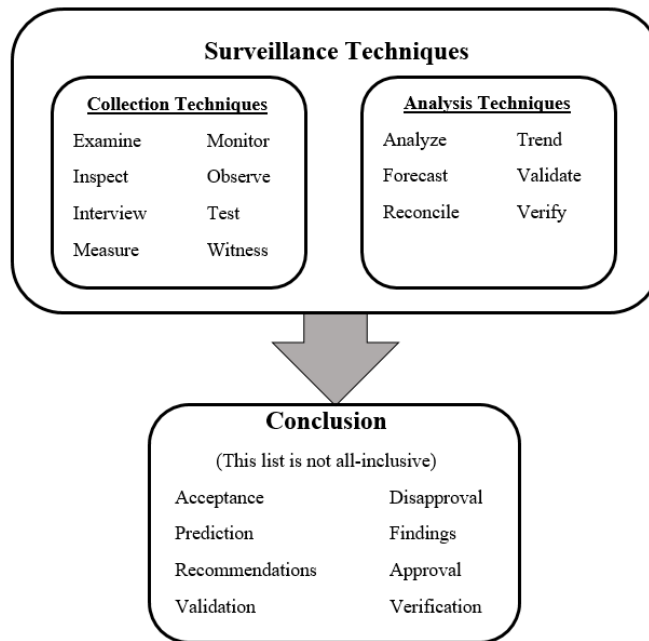 Surveillance Techniques
Collection Techniques
Examine Monitor
Inspect Observe
Interview Test
Measure Witness
Analysis Techniques
Analyze Trend
Forecast Validate
Reconcile Verify
Conclusion
(This list is not all-inclusive)
Acceptance Disapproval
Prediction Findings
Recommendations Approval
Validation Verification